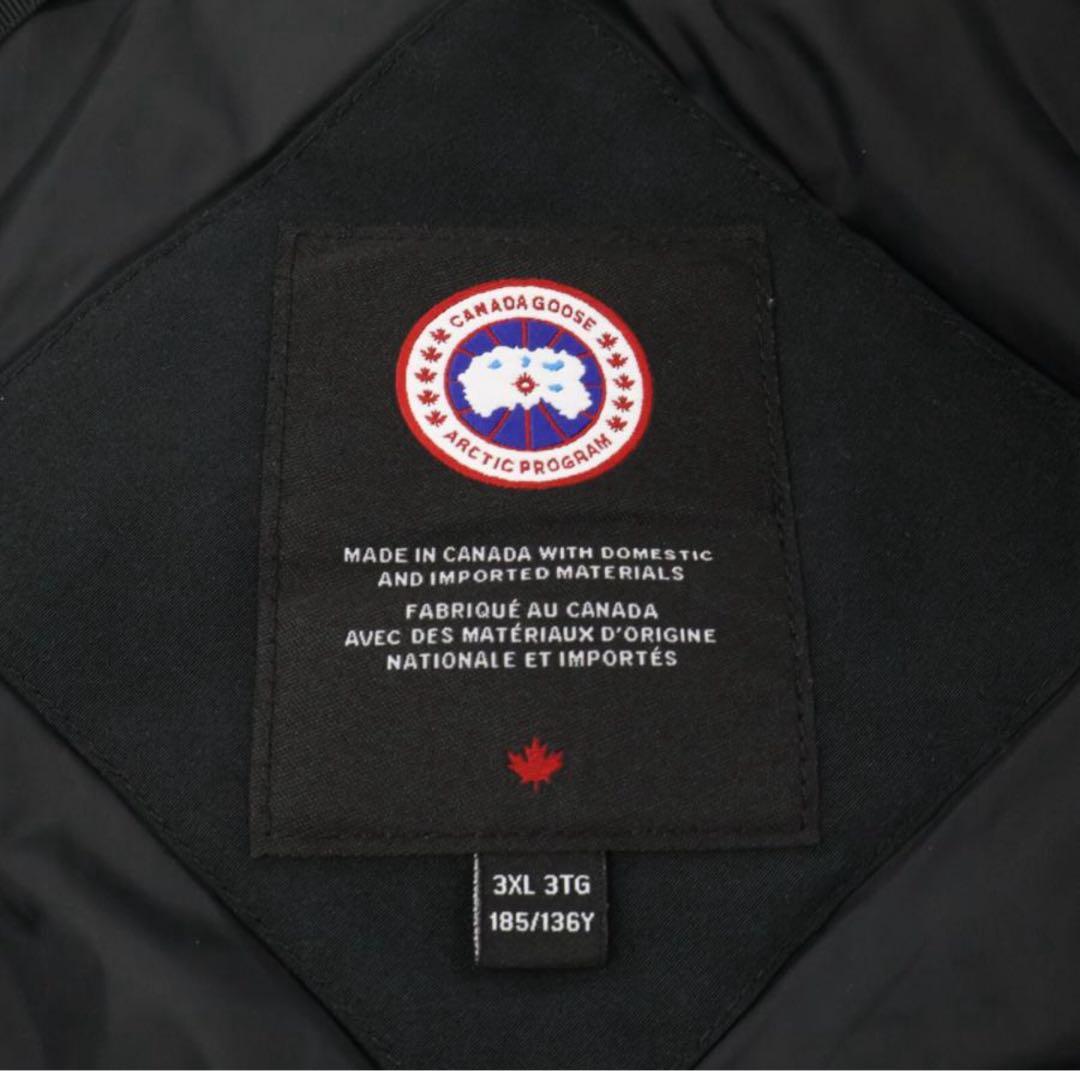 CANADA GOOSE
ARCTIC PROGRAM
MADE IN CANADA WITH DOMESTIC
AND IMPORTED MATERIALS
FABRIQUÉ AU CANADA
AVEC DES MATÉRIAUX D'ORIGINE
NATIONALE ET IMPORTÉS
3XL 3TG
185/136Y